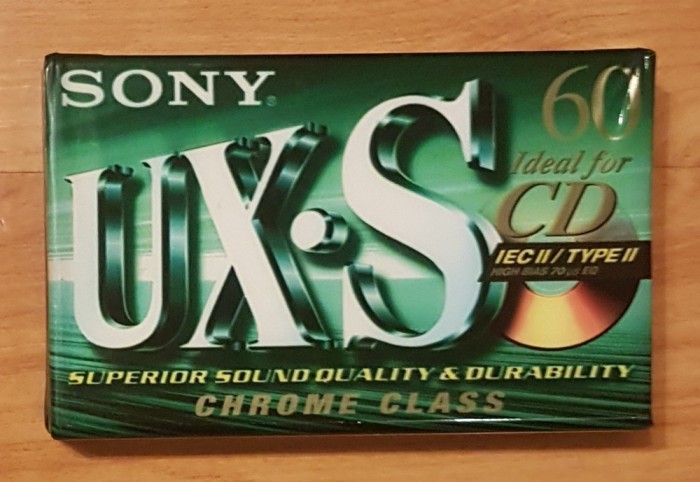 SONY®
60
UX·S
Ideal for
CD
IEC II / TYPE II
HIGH BIAS 70 µs EQ
SUPERIOR SOUND QUALITY & DURABILITY
CHROME CLASS